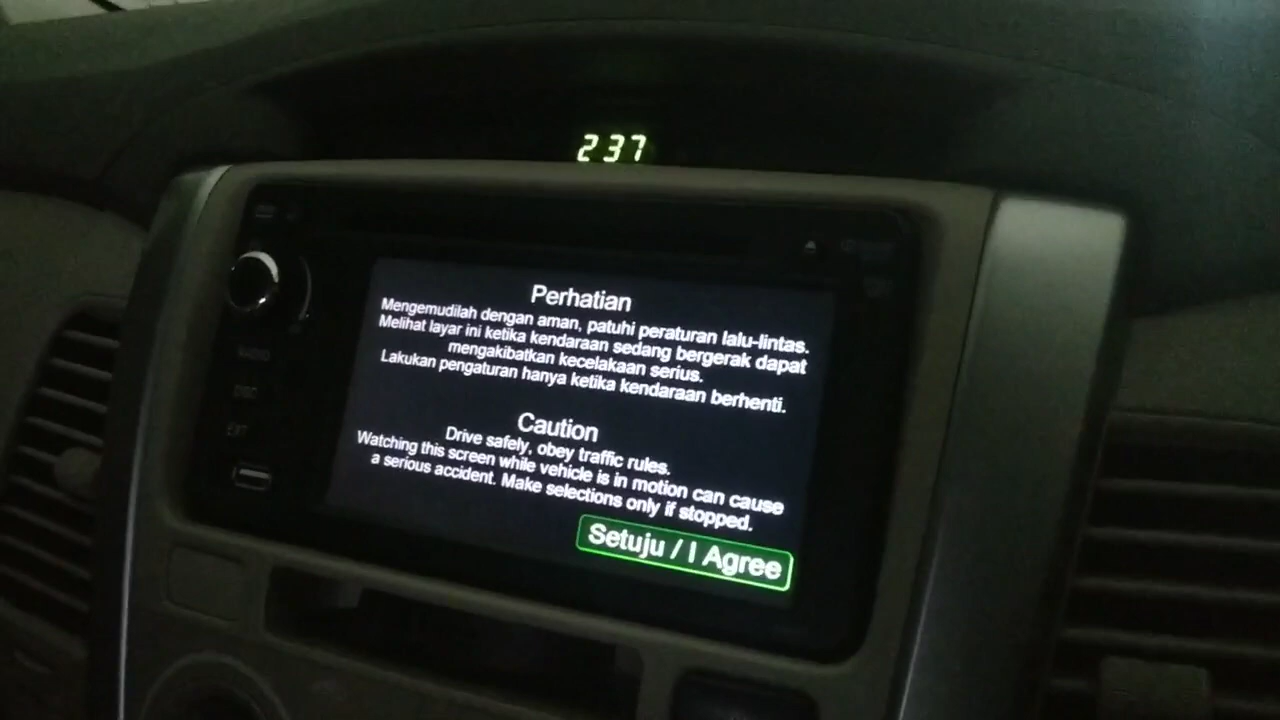 237
Perhatian
Mengemudilah dengan aman, patuhi peraturan lalu-lintas.
Melihat layar ini ketika kendaraan sedang bergerak dapat
mengakibatkan kecelakaan serius.
Lakukan pengaturan hanya ketika kendaraan berhenti.
Caution
Drive safely, obey traffic rules.
Watching this screen while vehicle is in motion can cause
a serious accident. Make selections only if stopped.
Setuju / I Agree